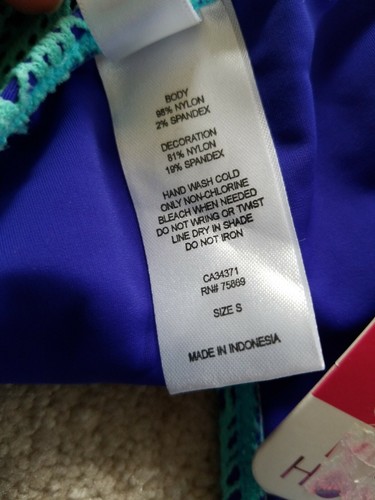 BODY
98% NYLON
2% SPANDEX
DECORATION
81% NYLON
19% SPANDEX
HAND WASH COLD
ONLY NON-CHLORINE
BLEACH WHEN NEEDED
DO NOT WRING OR TWIST
LINE DRY IN SHADE
DO NOT IRON
CA34371
RN# 75869
SIZE S
MADE IN INDONESIA
H